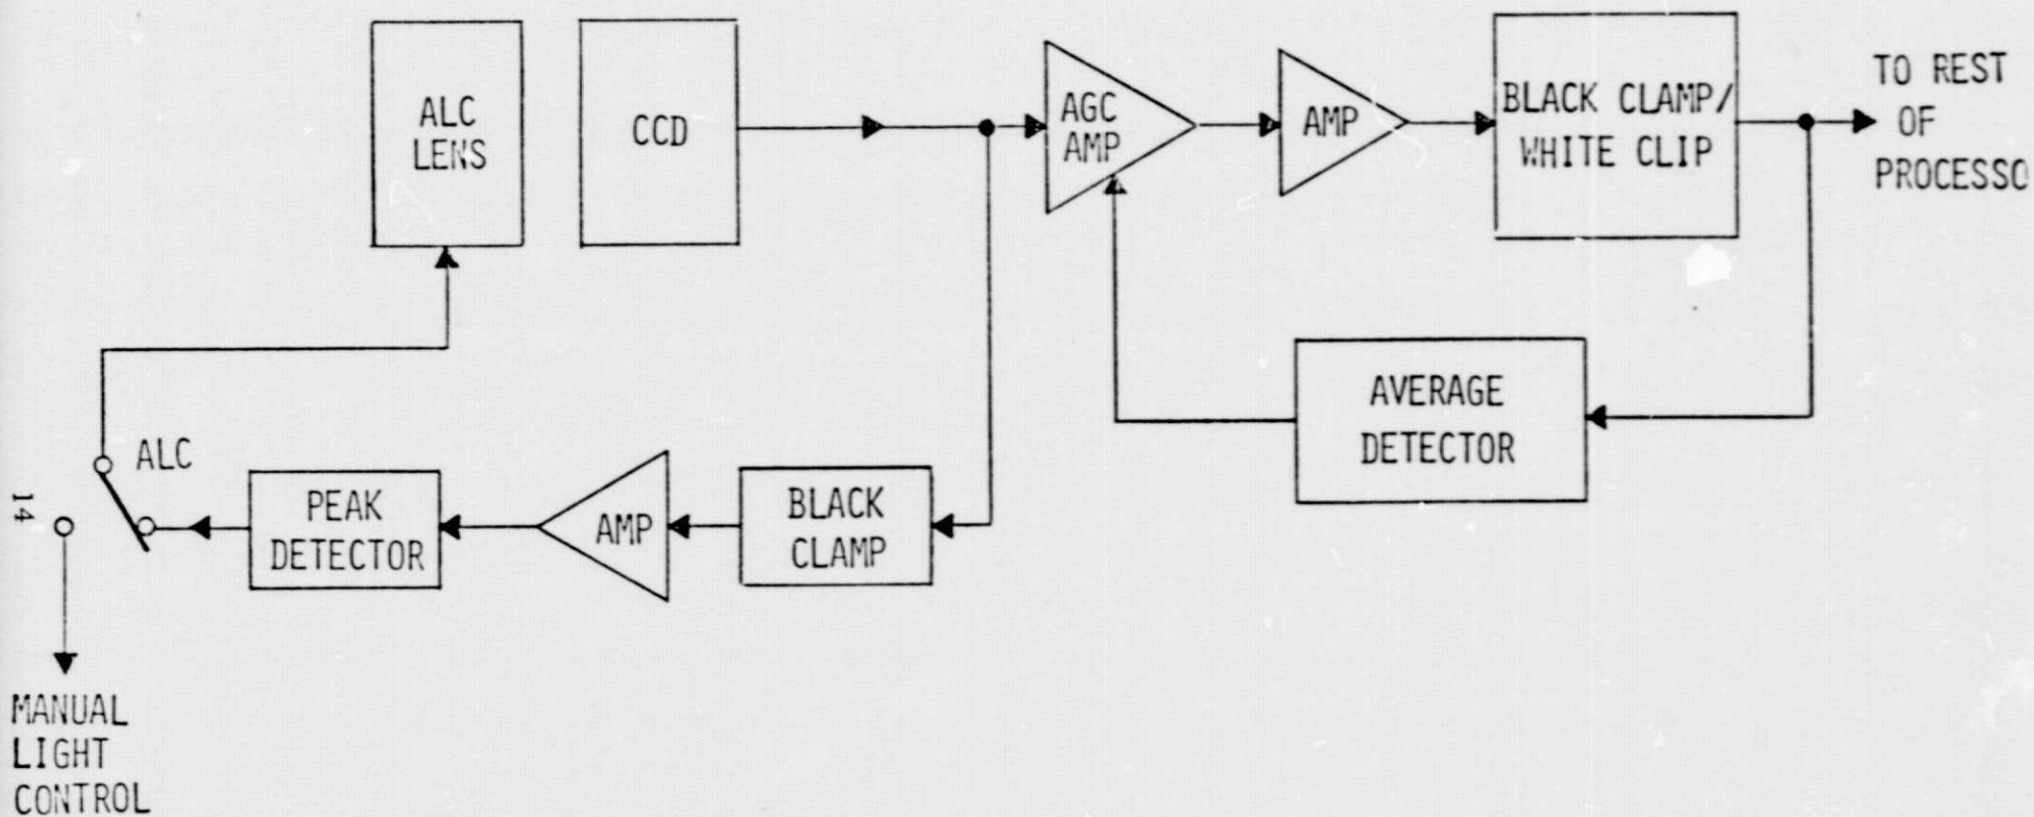 ALC
LENS
CCD
AGC
AMP
AMP
BLACK CLAMP/
WHITE CLIP
TO REST
OF
PROCESSO
AVERAGE
DETECTOR
ALC
PEAK
DETECTOR
AMP
BLACK
CLAMP
14
MANUAL
LIGHT
CONTROL